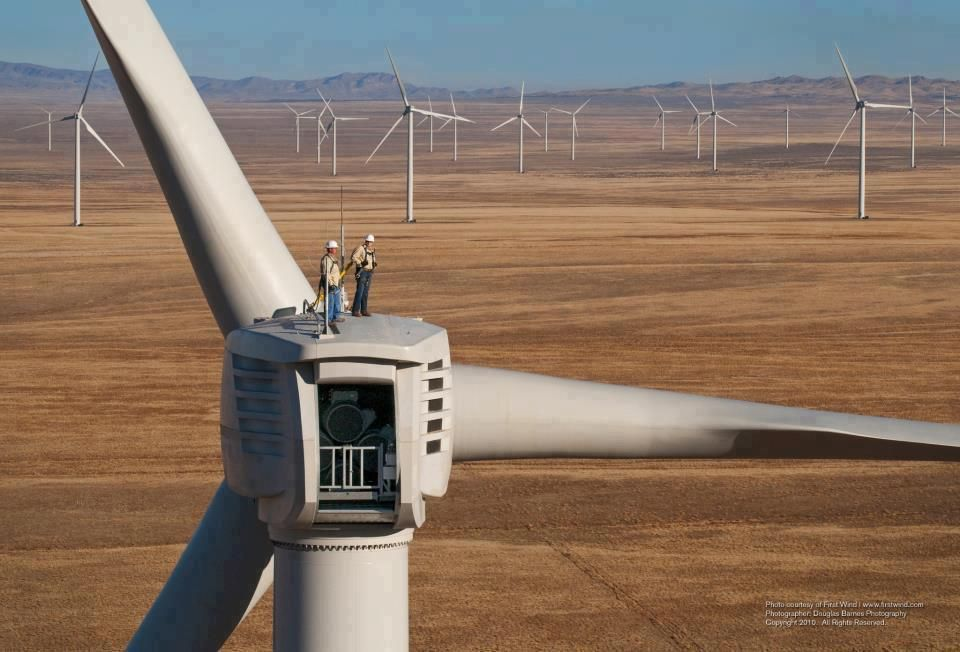 Photo courtesy of First Wind | www.firstwind.com
Photographer: Douglas Barnes Photography
Copyright 2010. All Rights Reserved.